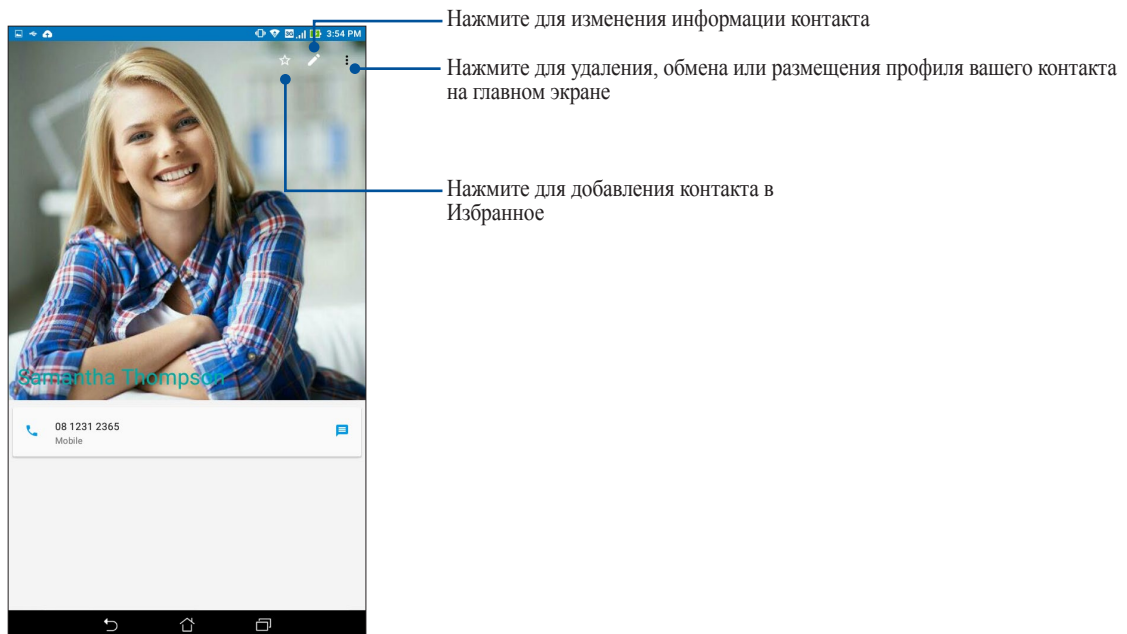 Нажмите для изменения информации контакта
3:54 PM
Нажмите для удаления, обмена или размещения профиля вашего контакта
на главном экране
Нажмите для добавления контакта в
Избранное
Samantha Thompson
08 1231 2365
Mobile